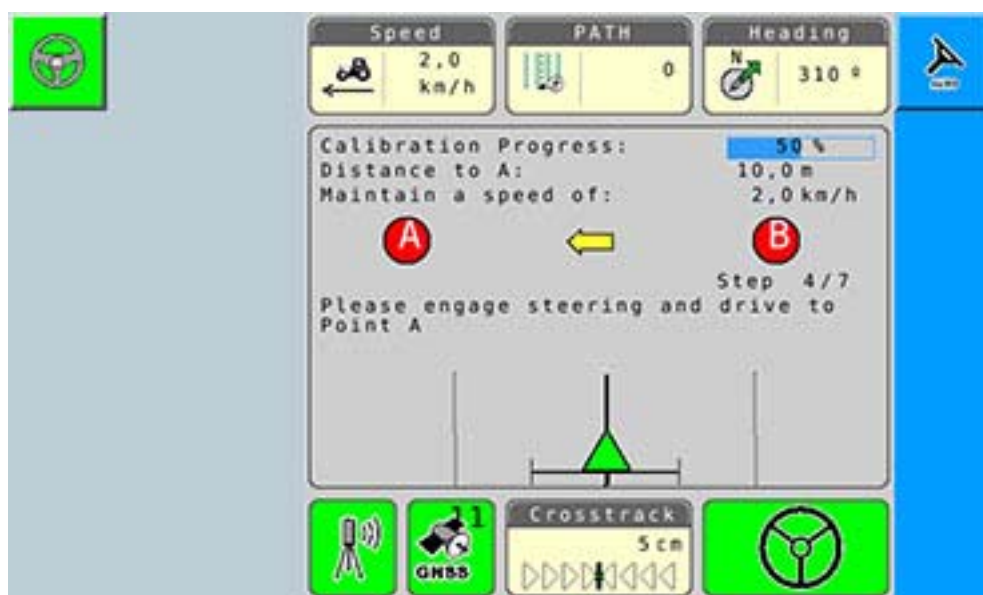 Speed
PATH
Heading
2,0
km/h
0
N
310 °
Calibration Progress: 50 %
Distance to A: 10,0 m
Maintain a speed of: 2,0 km/h
A
B
Step 4/7
Please engage steering and drive to
Point A
11
GNSS
Crosstrack
5 cm